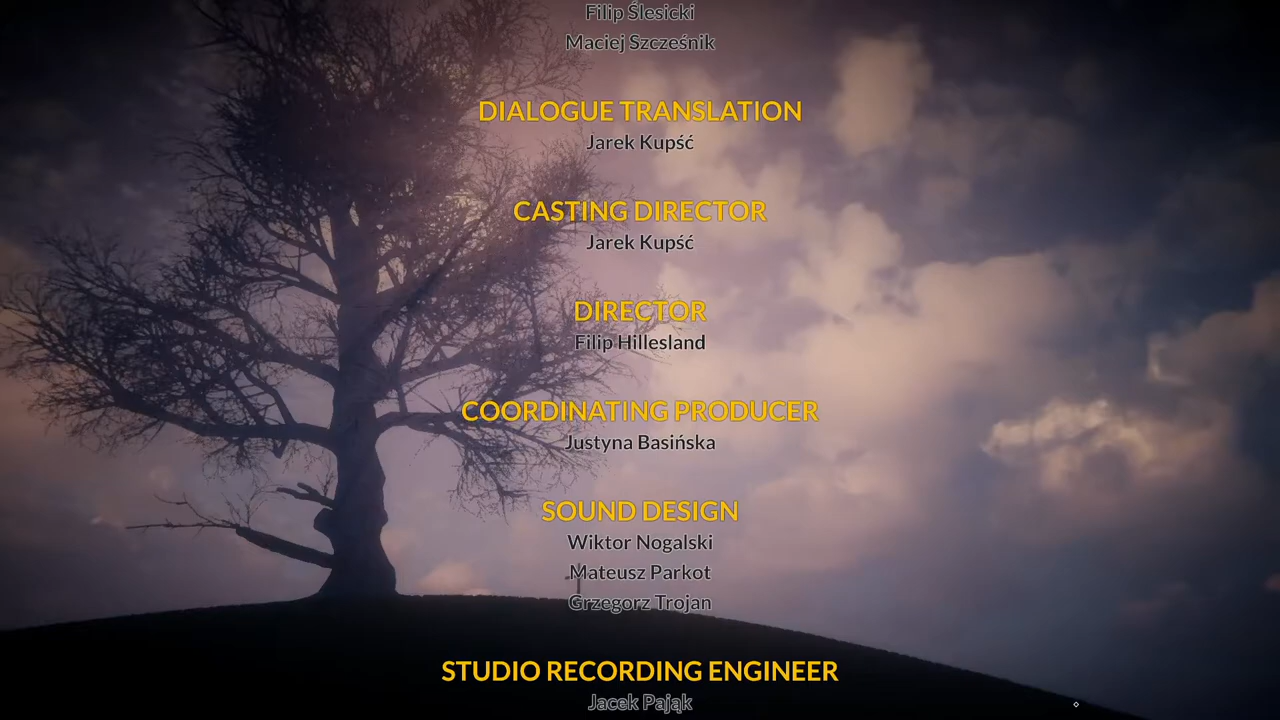 Filip Ślesicki
Maciej Szcześnik
DIALOGUE TRANSLATION
Jarek Kupść
CASTING DIRECTOR
Jarek Kupść
DIRECTOR
Filip Hillesland
COORDINATING PRODUCER
Justyna Basińska
SOUND DESIGN
Wiktor Nogalski
Mateusz Parkot
Grzegorz Trojan
STUDIO RECORDING ENGINEER
Jacek Pająk